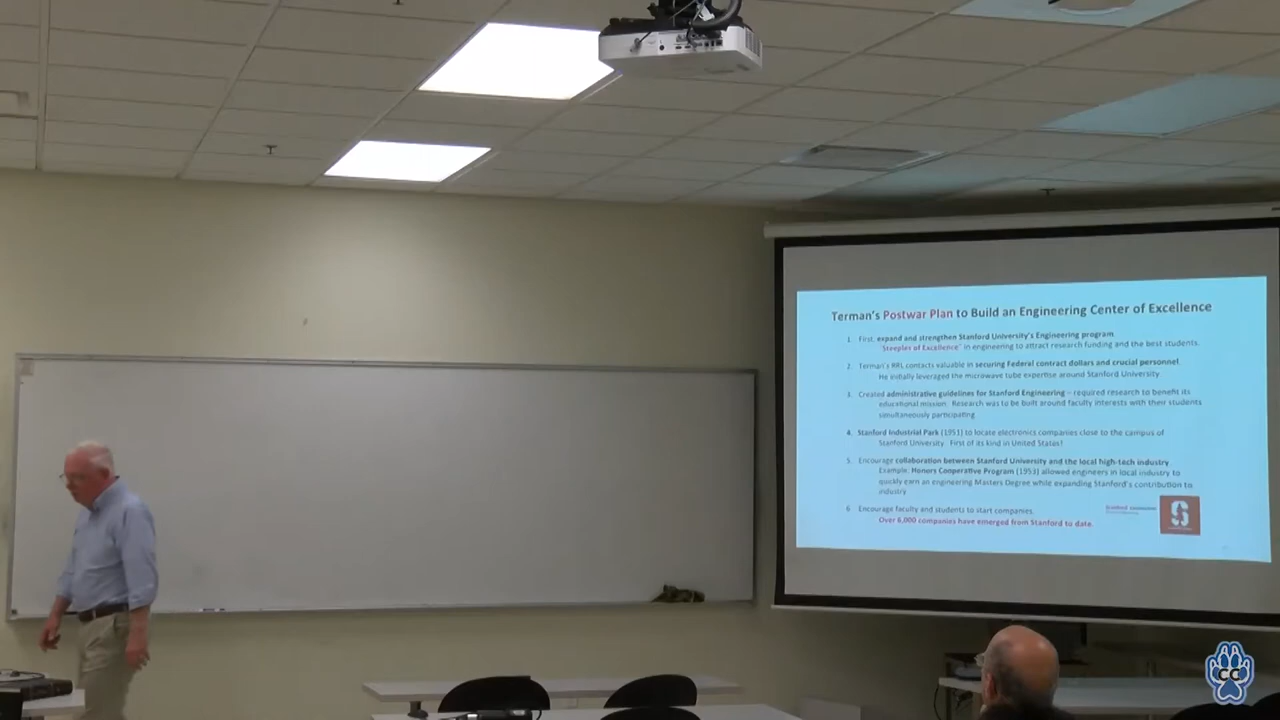 Terman's Postwar Plan to Build an Engineering Center of Excellence
1. First, expand and strengthen Stanford University's Engineering program
"Steeples of Excellence" in engineering to attract research funding and the best students.
2. Terman's RRL contacts valuable in securing Federal contract dollars and crucial personnel
He initially leveraged the microwave tube expertise around Stanford University
3. Created administrative guidelines for Stanford Engineering – required research to benefit its
educational mission. Research was to be built around faculty interests with their students
simultaneously participating
4. Stanford Industrial Park (1951) to locate electronics companies close to the campus of
Stanford University. First of its kind in United States!
5. Encourage collaboration between Stanford University and the local high-tech industry
Example: Honors Cooperative Program (1953) allowed engineers in local industry to
quickly earn an engineering Masters Degree while expanding Stanford's contribution to
industry
6. Encourage faculty and students to start companies.
Over 6,000 companies have emerged from Stanford to date.
S
CC